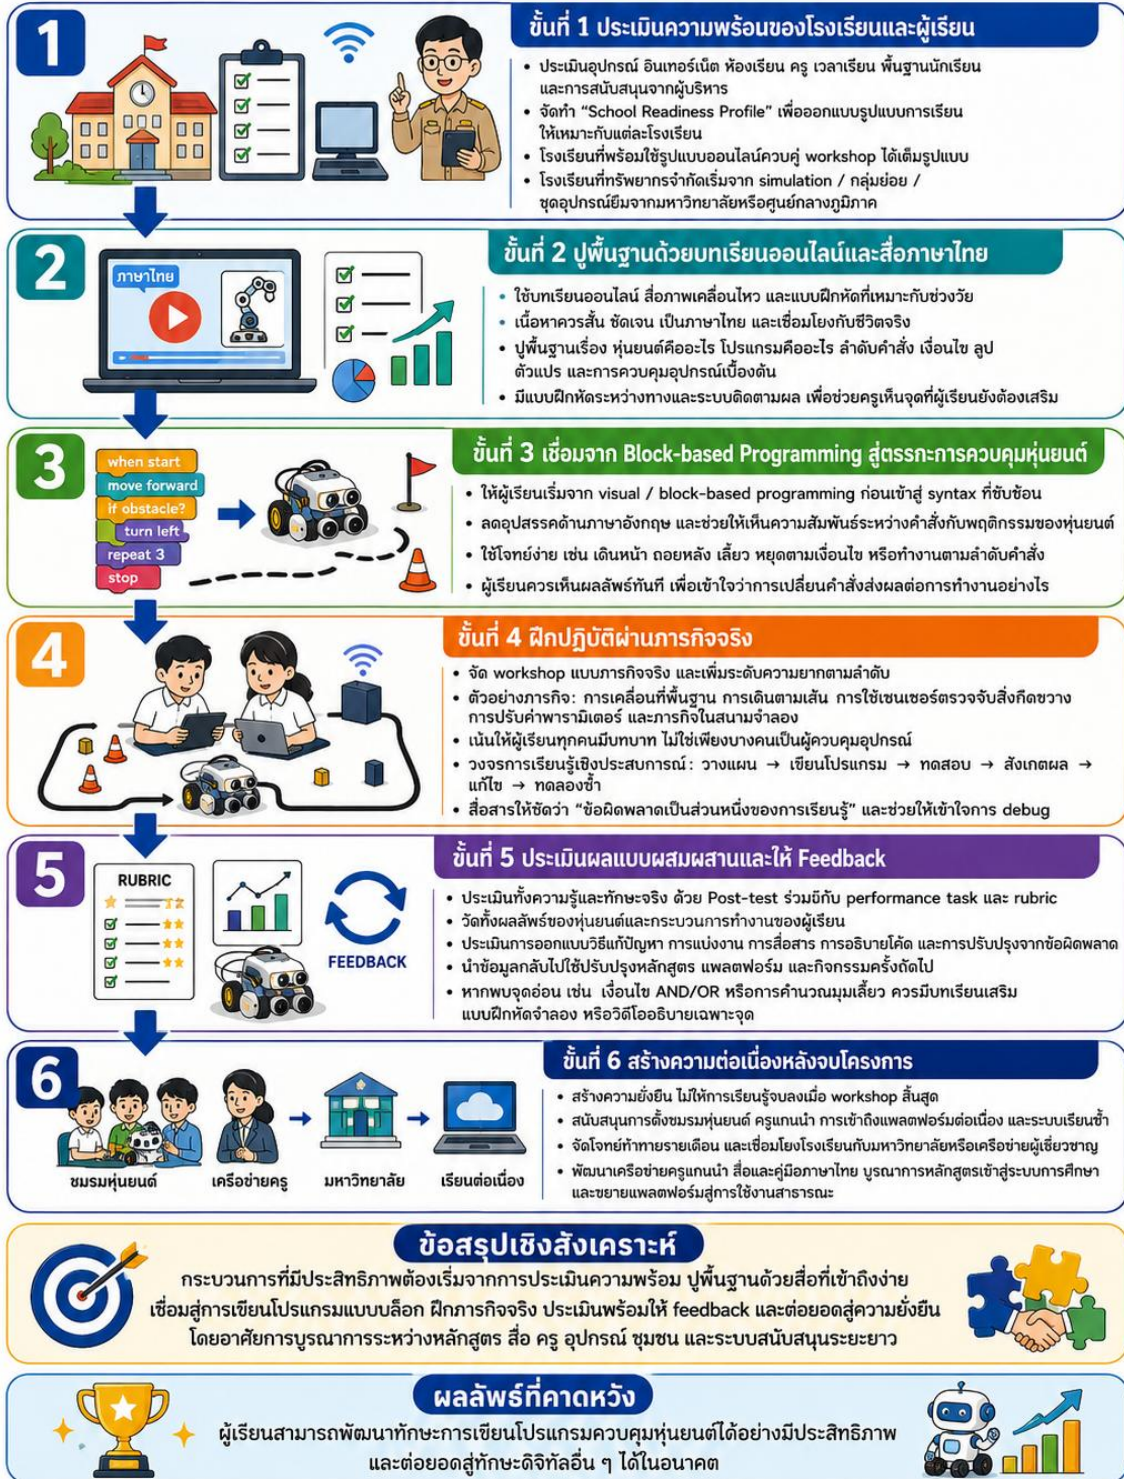 1
ขั้นที่ 1 ประเมินความพร้อมของโรงเรียนและผู้เรียน
• ประเมินอุปกรณ์ อินเทอร์เน็ต ห้องเรียน ครู เวลาเรียน พื้นฐานนักเรียน
และการสนับสนุนจากผู้บริหาร
• จัดทำ “School Readiness Profile” เพื่อออกแบบรูปแบบการเรียน
ให้เหมาะกับแต่ละโรงเรียน
• โรงเรียนที่พร้อมใช้รูปแบบออนไลน์ควบคู่ workshop ได้เต็มรูปแบบ
• โรงเรียนที่ทรัพยากรจำกัดเริ่มจาก simulation / กลุ่มย่อย /
ชุดอุปกรณ์ยืมจากมหาวิทยาลัยหรือศูนย์กลางภูมิภาค
2
ภาษาไทย
ขั้นที่ 2 ปูพื้นฐานด้วยบทเรียนออนไลน์และสื่อภาษาไทย
• ใช้บทเรียนออนไลน์ สื่อภาพเคลื่อนไหว และแบบฝึกหัดที่เหมาะกับช่วงวัย
• เนื้อหาควรสั้น ชัดเจน เป็นภาษาไทย และเชื่อมโยงกับชีวิตจริง
• ปูพื้นฐานเรื่อง หุ่นยนต์คืออะไร โปรแกรมคืออะไร ลำดับคำสั่ง เงื่อนไข ลูป
ตัวแปร และการควบคุมอุปกรณ์เบื้องต้น
• มีแบบฝึกหัดระหว่างทางและระบบติดตามผล เพื่อช่วยครูเห็นจุดที่ผู้เรียนยังต้องเสริม
3
when start
move forward
if obstacle?
turn left
repeat 3
stop
ขั้นที่ 3 เชื่อมจาก Block-based Programming สู่ตรรกะการควบคุมหุ่นยนต์
• ให้ผู้เรียนเริ่มจาก visual / block-based programming ก่อนเข้าสู่ syntax ที่ซับซ้อน
• ลดอุปสรรคด้านภาษาอังกฤษ และช่วยให้เห็นความสัมพันธ์ระหว่างคำสั่งกับพฤติกรรมของหุ่นยนต์
• ใช้โจทย์ง่าย เช่น เดินหน้า ถอยหลัง เลี้ยว หยุดตามเงื่อนไข หรือทำงานตามลำดับคำสั่ง
• ผู้เรียนควรเห็นผลลัพธ์ทันที เพื่อเข้าใจว่าการเปลี่ยนคำสั่งส่งผลต่อการทำงานอย่างไร
4
ขั้นที่ 4 ฝึกปฏิบัติผ่านภารกิจจริง
• จัด workshop แบบภารกิจจริง และเพิ่มระดับความยากตามลำดับ
• ตัวอย่างภารกิจ: การเคลื่อนที่พื้นฐาน การเดินตามเส้น การใช้เซนเซอร์ตรวจจับสิ่งกีดขวาง
การปรับค่าพารามิเตอร์ และภารกิจในสนามจำลอง
• เน้นให้ผู้เรียนทุกคนมีบทบาท ไม่ใช่เพียงบางคนเป็นผู้ควบคุมอุปกรณ์
• วงจรการเรียนรู้เชิงประสบการณ์: วางแผน → เขียนโปรแกรม → ทดสอบ → สังเกตผล →
แก้ไข → ทดลองซ้ำ
• สื่อสารให้ชัดว่า “ข้อผิดพลาดเป็นส่วนหนึ่งของการเรียนรู้” และช่วยให้เข้าใจการ debug
5
RUBRIC
FEEDBACK
ขั้นที่ 5 ประเมินผลแบบผสมผสานและให้ Feedback
• ประเมินทั้งความรู้และทักษะจริง ด้วย Post-test ร่วมกับ performance task และ rubric
• วัดทั้งผลลัพธ์ของหุ่นยนต์และกระบวนการทำงานของผู้เรียน
• ประเมินการออกแบบวิธีแก้ปัญหา การแบ่งงาน การสื่อสาร การอธิบายโค้ด และการปรับปรุงจากข้อผิดพลาด
• นำข้อมูลกลับไปใช้ปรับปรุงหลักสูตร แพลตฟอร์ม และกิจกรรมครั้งถัดไป
• หากพบจุดอ่อน เช่น เงื่อนไข AND/OR หรือการคำนวณมุมเลี้ยว ควรมีบทเรียนเสริม
แบบฝึกหัดจำลอง หรือวิดีโออธิบายเฉพาะจุด
6
ชมรมหุ่นยนต์
เครือข่ายครู
มหาวิทยาลัย
เรียนต่อเนื่อง
ขั้นที่ 6 สร้างความต่อเนื่องหลังจบโครงการ
• สร้างความยั่งยืน ไม่ให้การเรียนรู้จบลงเมื่อ workshop สิ้นสุด
• สนับสนุนการตั้งชมรมหุ่นยนต์ ครูแกนนำ การเข้าถึงแพลตฟอร์มต่อเนื่อง และระบบเรียนซ้ำ
• จัดโจทย์ท้าทายรายเดือน และเชื่อมโยงโรงเรียนกับมหาวิทยาลัยหรือเครือข่ายผู้เชี่ยวชาญ
• พัฒนาเครือข่ายครูแกนนำ สื่อและคู่มือภาษาไทย บูรณาการหลักสูตรเข้าสู่ระบบการศึกษา
และขยายแพลตฟอร์มสู่การใช้งานสาธารณะ
ข้อสรุปเชิงสังเคราะห์
กระบวนการที่มีประสิทธิภาพต้องเริ่มจากการประเมินความพร้อม ปูพื้นฐานด้วยสื่อที่เข้าถึงง่าย
เชื่อมสู่การเขียนโปรแกรมแบบบล็อก ฝึกภารกิจจริง ประเมินพร้อมให้ feedback และต่อยอดสู่ความยั่งยืน
โดยอาศัยการบูรณาการระหว่างหลักสูตร สื่อ ครู อุปกรณ์ ชุมชน และระบบสนับสนุนระยะยาว
ผลลัพธ์ที่คาดหวัง
ผู้เรียนสามารถพัฒนาทักษะการเขียนโปรแกรมควบคุมหุ่นยนต์ได้อย่างมีประสิทธิภาพ
และต่อยอดสู่ทักษะดิจิทัลอื่น ๆ ได้ในอนาคต